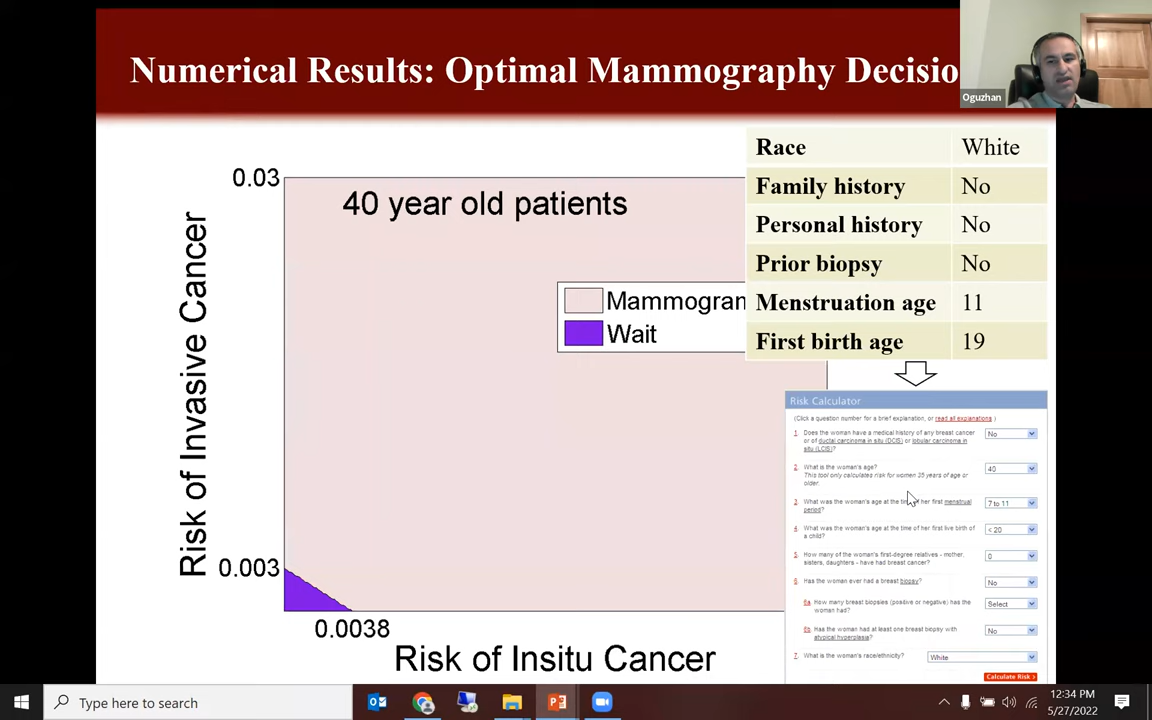 Numerical Results: Optimal Mammography Decisio
Oguzhan
Race White
Family history No
Personal history No
Prior biopsy No
Menstruation age 11
First birth age 19
0.03
40 year old patients
Mammogram
Wait
Risk of Invasive Cancer
0.003
0.0038
Risk of Insitu Cancer
Risk Calculator
(Click a question number for a brief explanation, or read all explanations )
1. Does the woman have a medical history of any breast cancer
or of ductal carcinoma in situ (DCIS) or lobular carcinoma in
situ (LCIS)?
No
2. What is the woman's age?
This tool only calculates risk for women 35 years of age or
older.
40
3. What was the woman's age at the time of her first menstrual
period?
7 to 11
4. What was the woman's age at the time of her first live birth of
a child?
< 20
5. How many of the woman's first-degree relatives - mother,
sisters, daughters - have had breast cancer?
0
6. Has the woman ever had a breast biopsy?
No
6a. How many breast biopsies (positive or negative) has the
woman had?
Select
6b. Has the woman had at least one breast biopsy with
atypical hyperplasia?
No
7. What is the woman's race/ethnicity?
White
Calculate Risk >
Type here to search
12:34 PM
5/27/2022